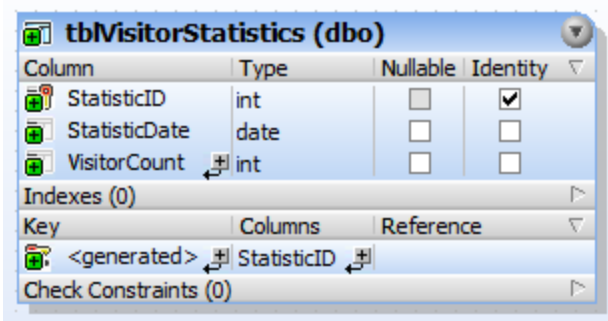 tblVisitorStatistics (dbo)
Column Type Nullable Identity
StatisticID int
StatisticDate date
VisitorCount int
Indexes (0)
Key Columns Reference
<generated> StatisticID
Check Constraints (0)